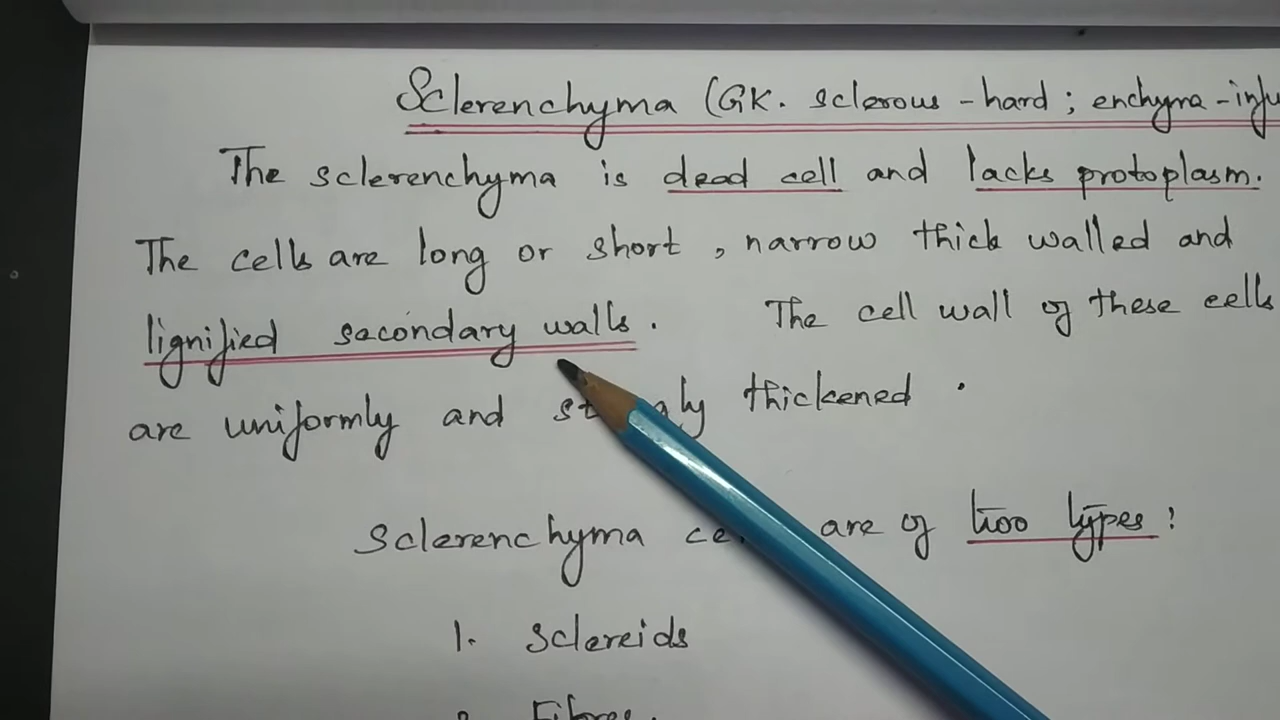 Sclerenchyma (GK. sclerous - hard ; enchyma - infu
The sclerenchyma is dead cell and lacks protoplasm.
The cells are long or short , narrow thick walled and
lignified secondary walls . The cell wall of these cells
are uniformly and thickened .
Sclerenchyma are of two types :
1. Sclereids
2. Fibres.